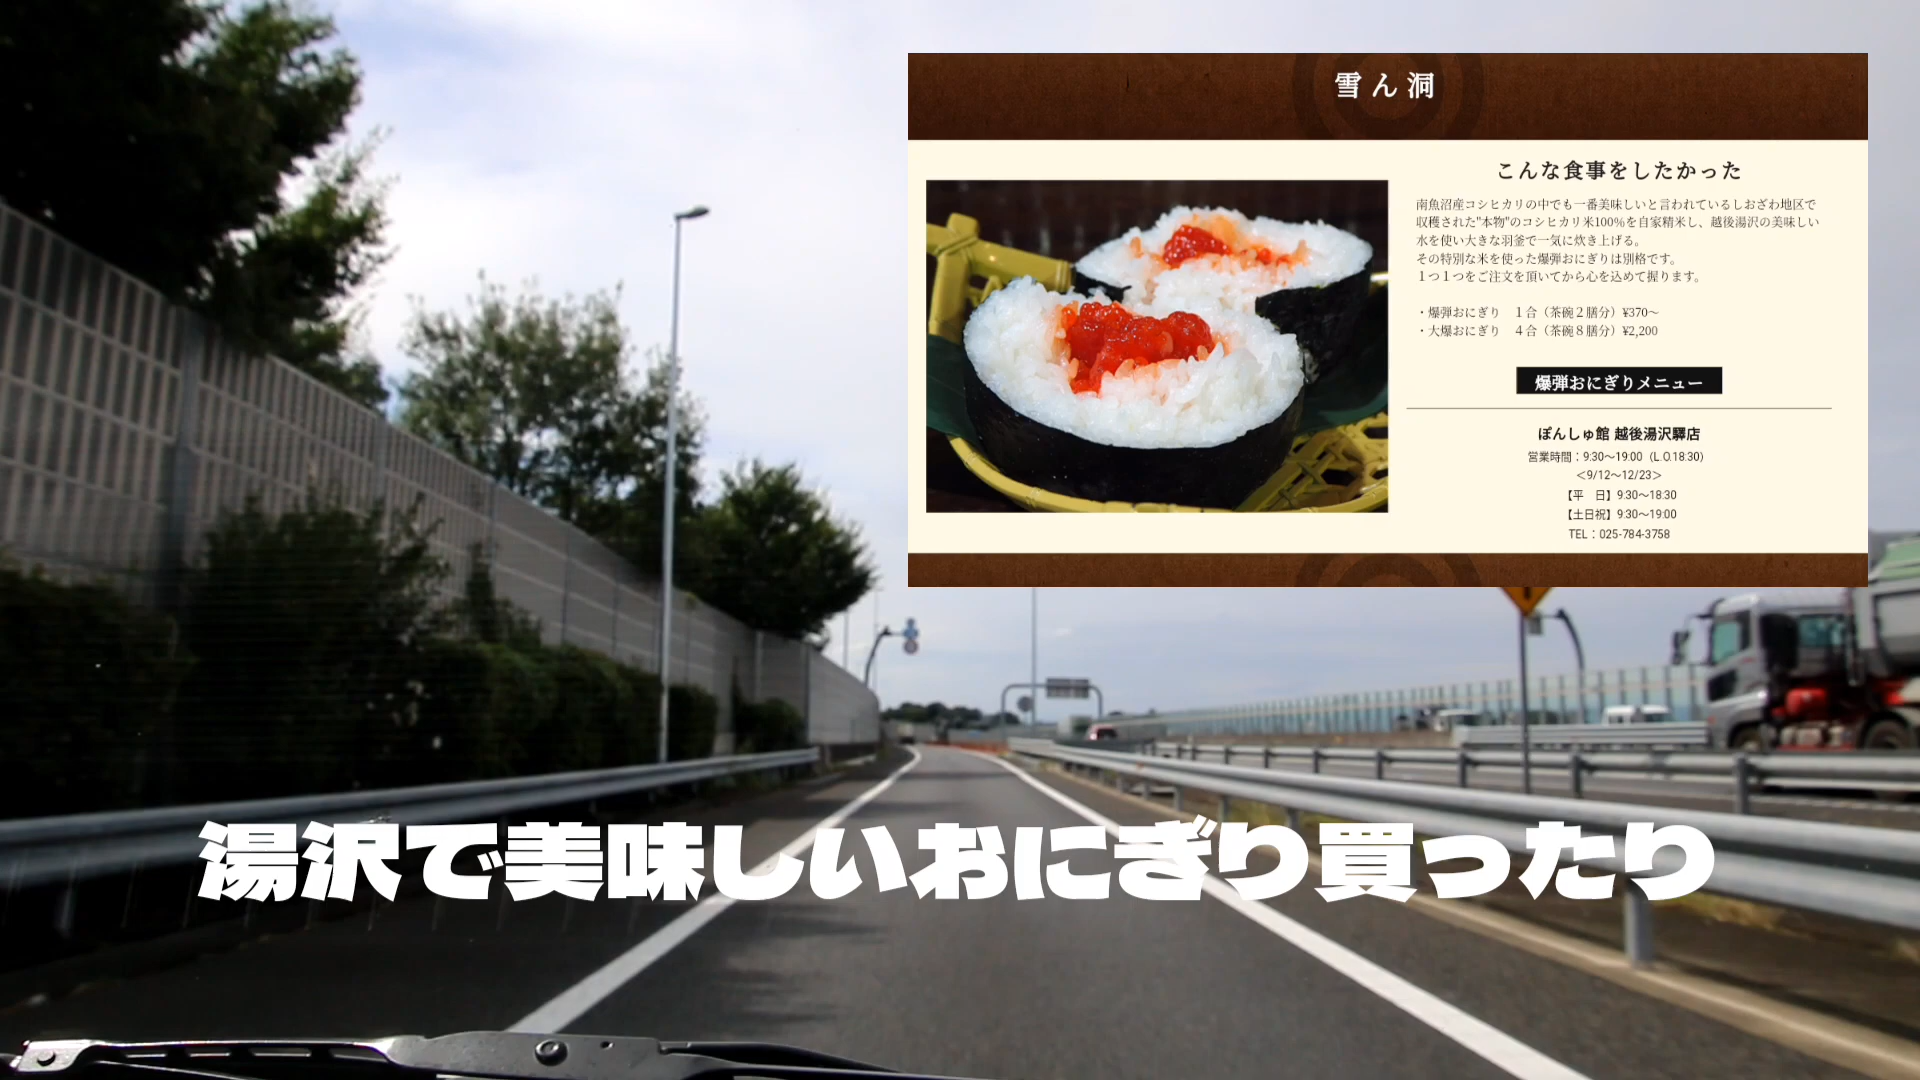 雪ん洞
こんな食事をしたかった
南魚沼産コシヒカリの中でも一番美味しいと言われているしおざわ地区で
収穫された"本物"のコシヒカリ米100%を自家精米し、越後湯沢の美味しい
水を使い大きな羽釜で一気に炊き上げる。
その特別な米を使った爆弾おにぎりは別格です。
１つ１つをご注文を頂いてから心を込めて握ります。
・爆弾おにぎり　１合（茶碗２膳分）¥370～
・大爆おにぎり　４合（茶碗８膳分）¥2,200
爆弾おにぎりメニュー
ぽんしゅ館 越後湯沢驛店
営業時間：9:30～19:00（L.O.18:30）
＜9/12～12/23＞
【平　日】9:30～18:30
【土日祝】9:30～19:00
TEL：025-784-3758
湯沢で美味しいおにぎり買ったり